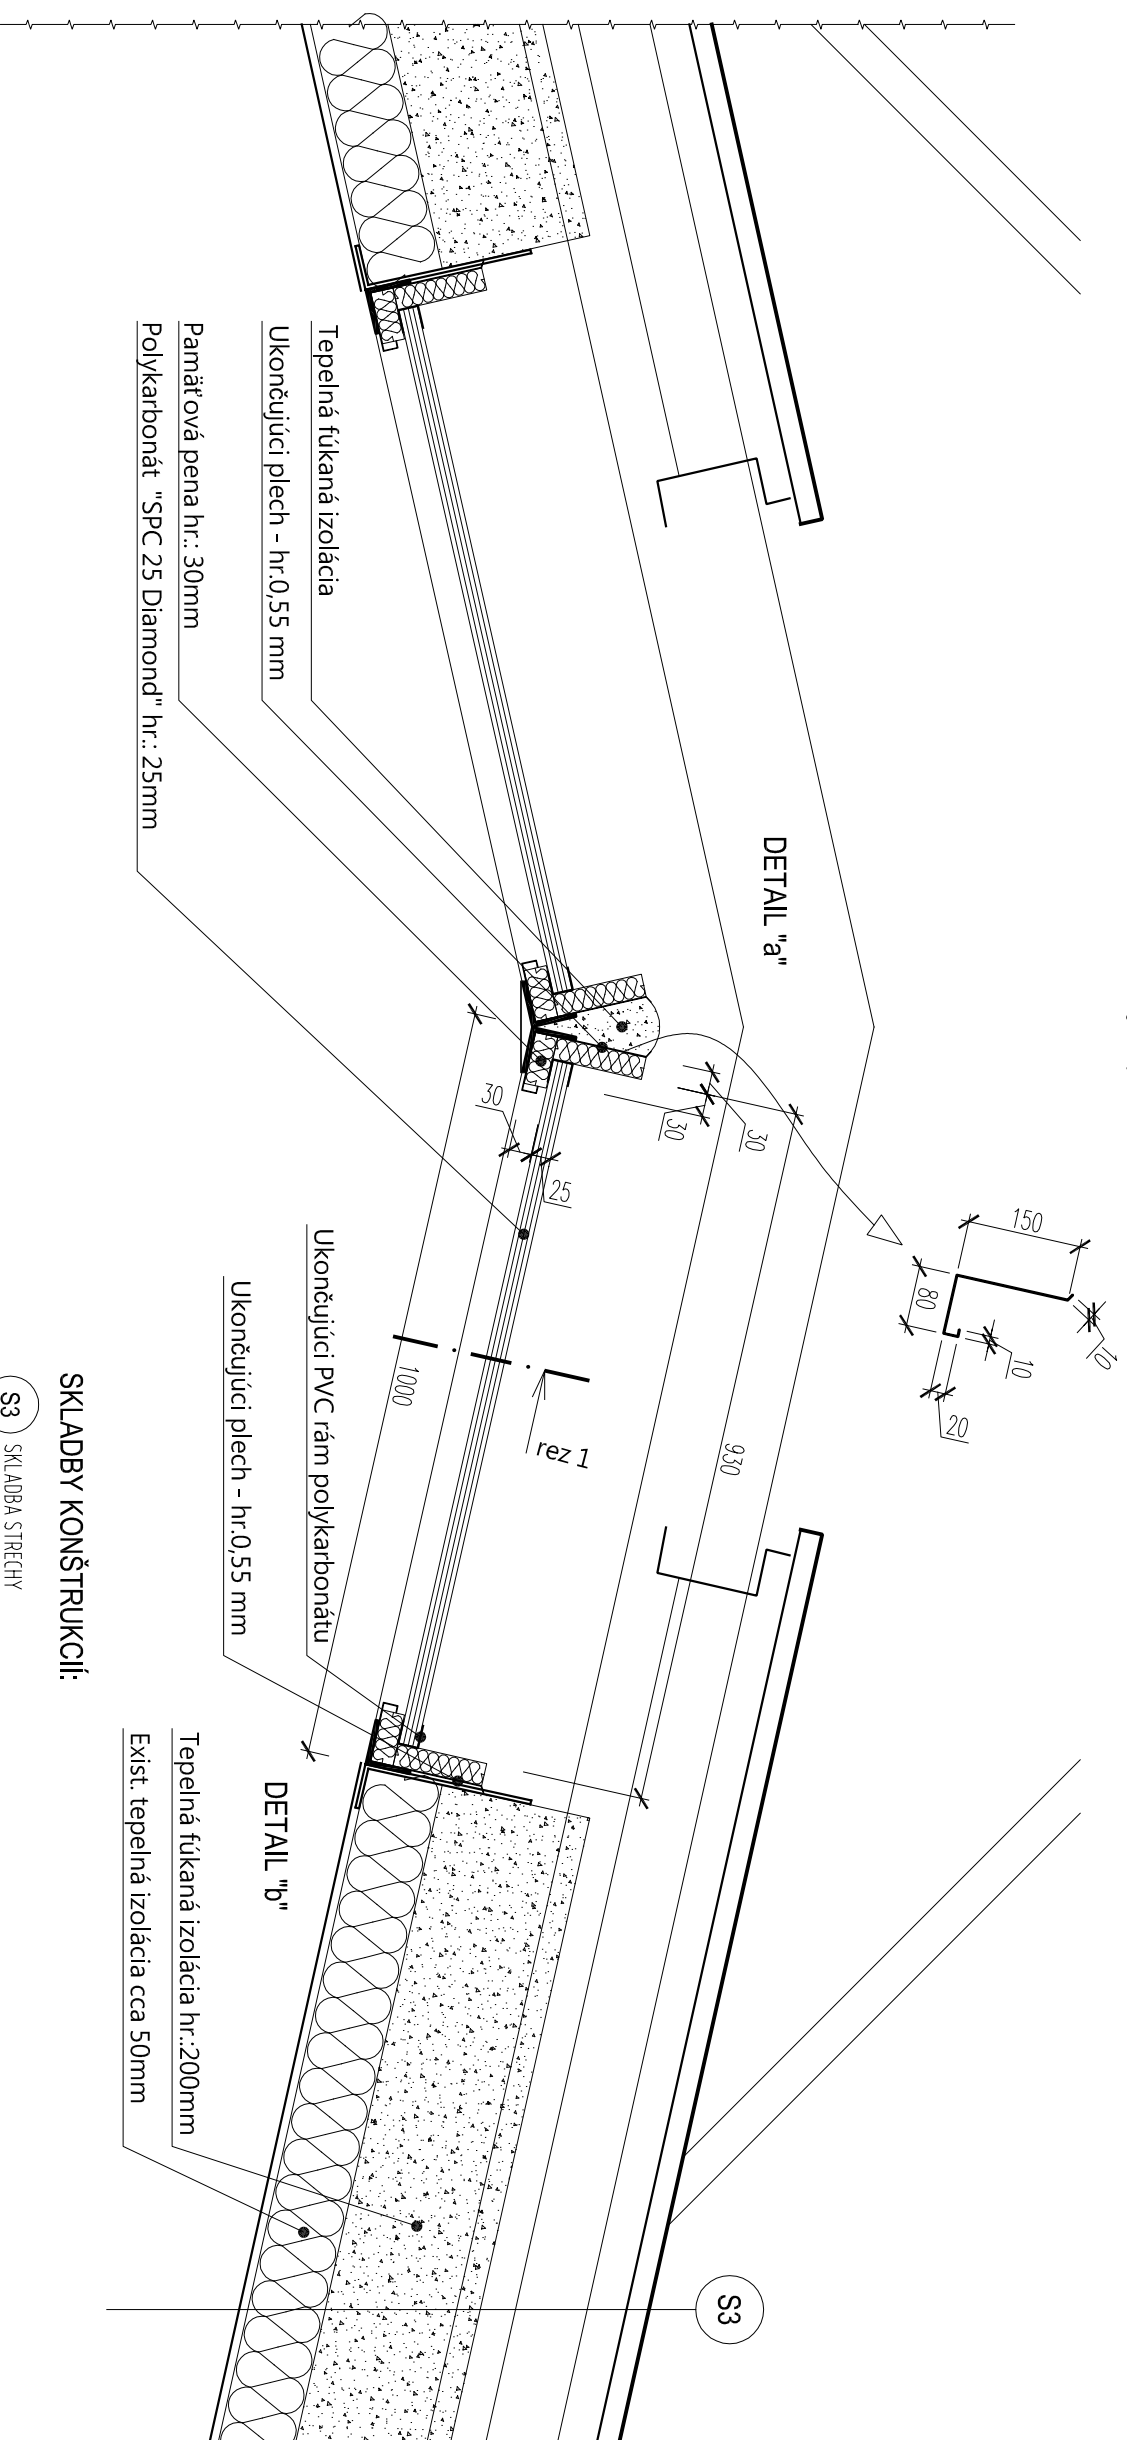 DETAIL "a"
Tepelná fúkaná izolácia
Ukončujúci plech - hr.0,55 mm
Pamäťová pena hr.: 30mm
Polykarbonát "SPC 25 Diamond" hr.: 25mm
150
80
10
10
20
30
30
930
30
25
1000
rez 1
Ukončujúci PVC rám polykarbonátu
Ukončujúci plech - hr.0,55 mm
DETAIL "b"
Tepelná fúkaná izolácia hr.:200mm
Exist. tepelná izolácia cca 50mm
S3
SKLADBY KONŠTRUKCIÍ:
S3 SKLADBA STRECHY